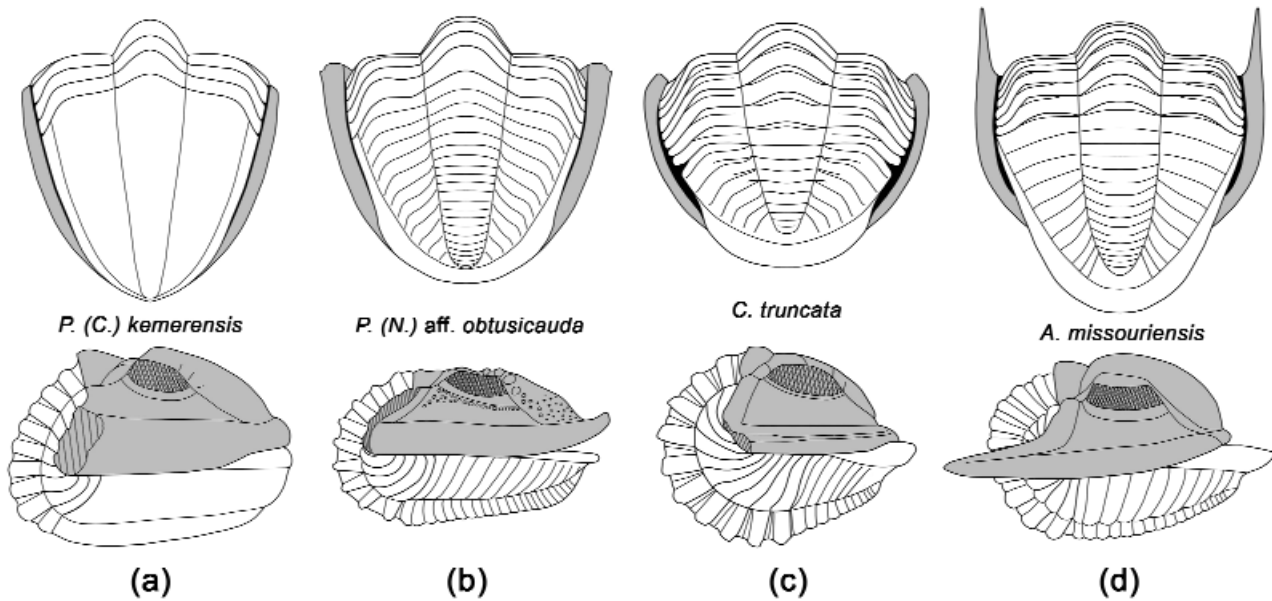 P. (C.) kemerensis
P. (N.) aff. obtusicauda
C. truncata
A. missouriensis
(a)
(b)
(c)
(d)